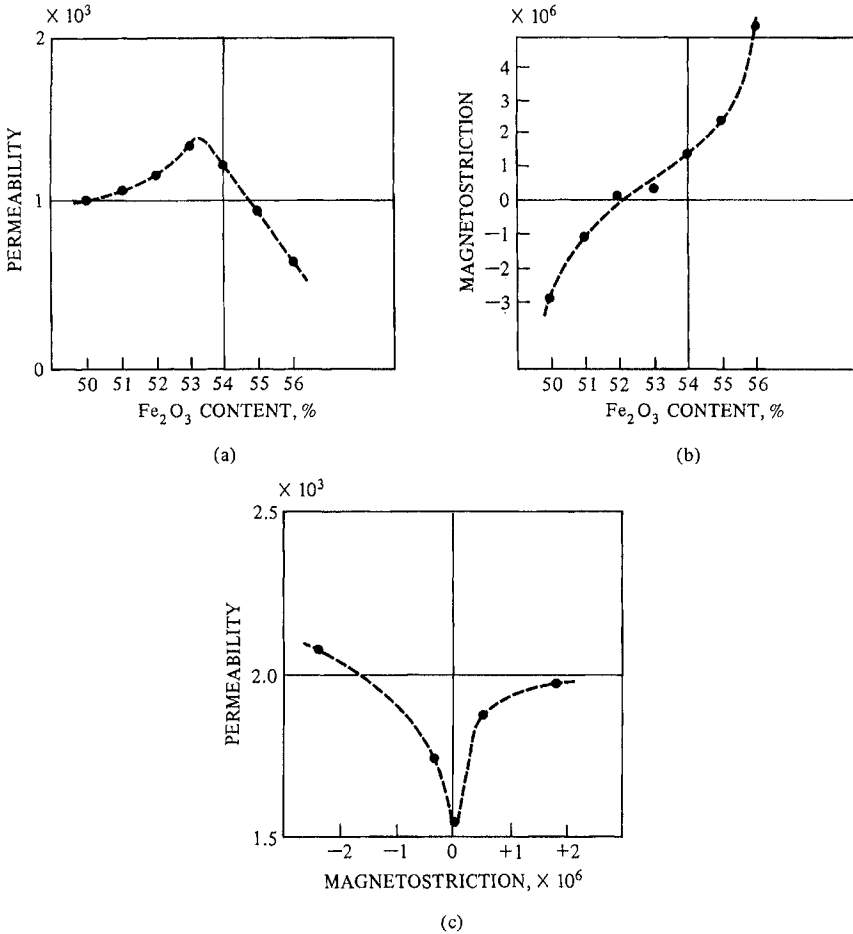 × 10³
2
1
0
PERMEABILITY
50 51 52 53 54 55 56
Fe₂O₃ CONTENT, %
(a)
× 10⁶
4
3
2
1
0
−1
−2
−3
MAGNETOSTRICTION
50 51 52 53 54 55 56
Fe₂O₃ CONTENT, %
(b)
× 10³
2.5
2.0
1.5
PERMEABILITY
−2 −1 0 +1 +2
MAGNETOSTRICTION, × 10⁶
(c)